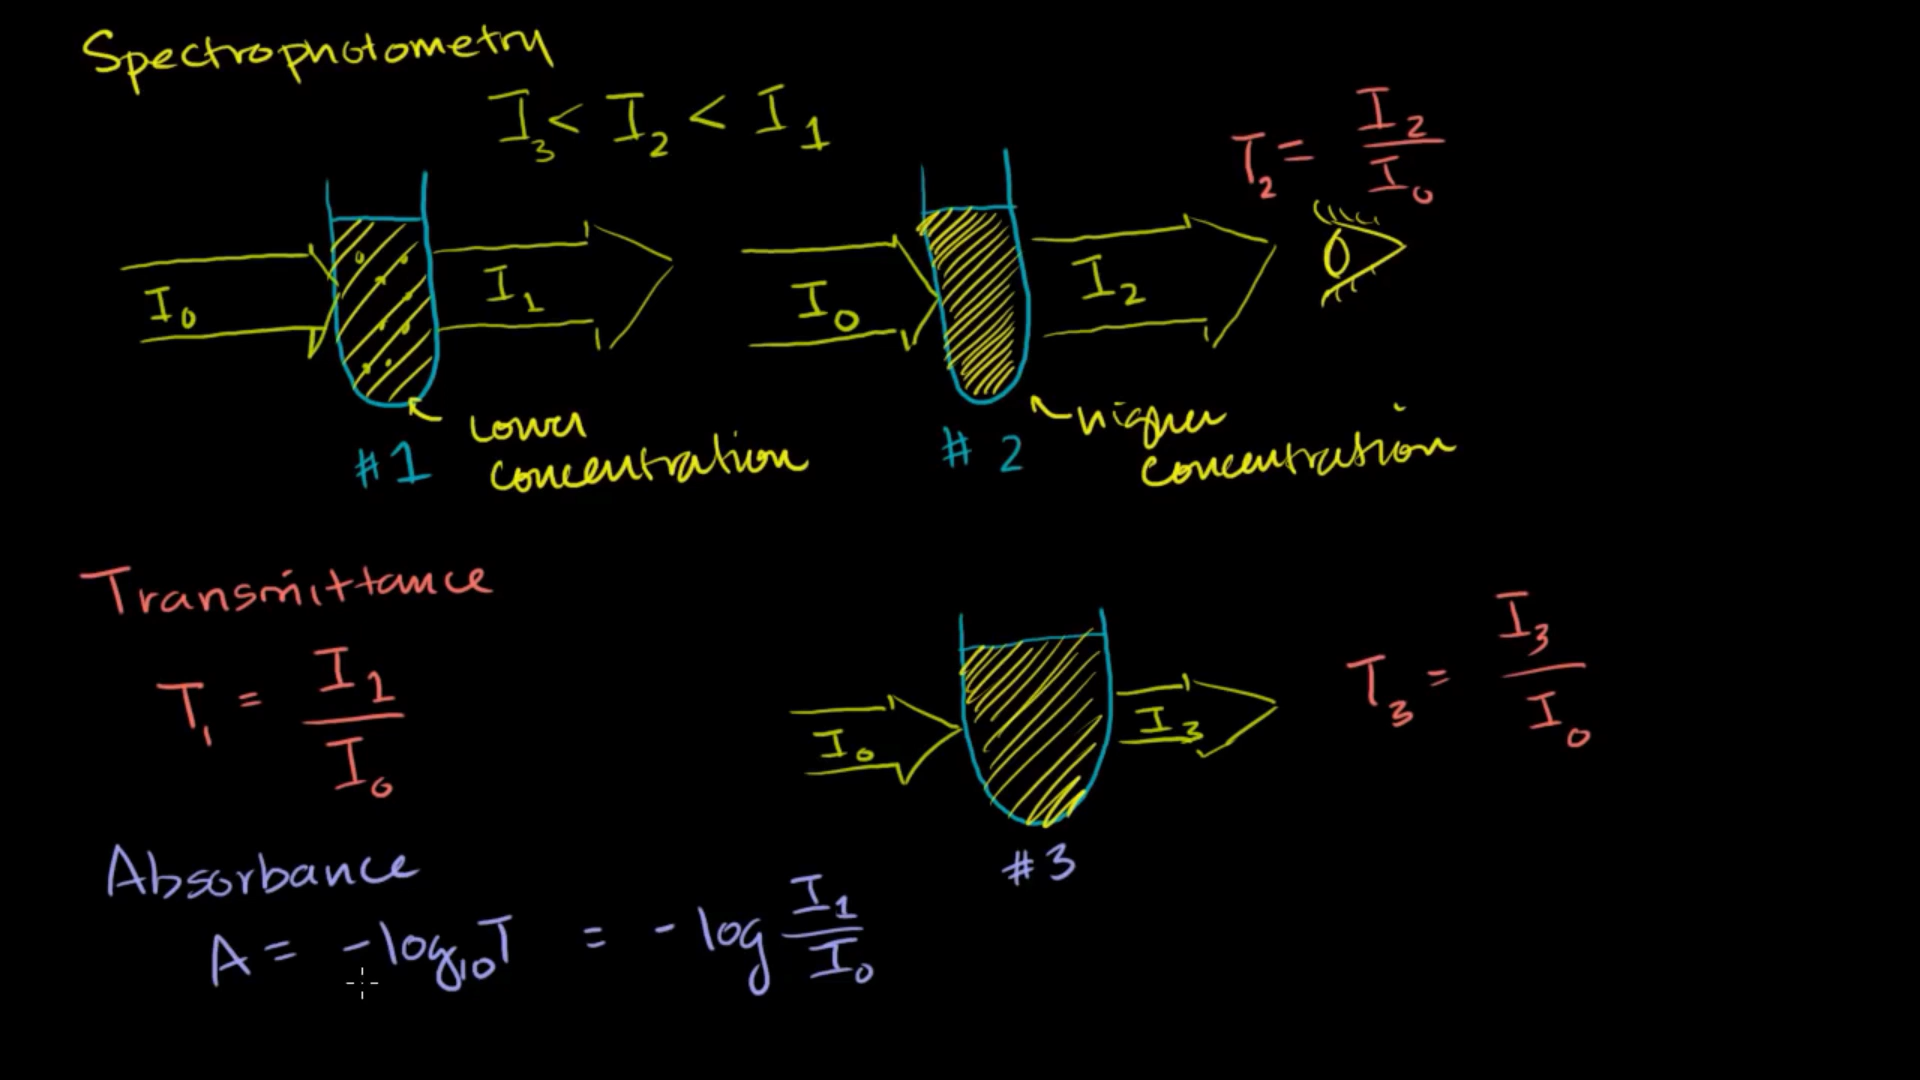 Spectrophotometry
I₃ < I₂ < I₁
T₂ = I₂/I₀
I₀
I₁
I₀
I₂
#1
Lower concentration
#2
higher concentration
Transmittance
T₁ = I₁/I₀
I₀
I₃
T₃ = I₃/I₀
#3
Absorbance
A = -log₁₀T = -log I₁/I₀